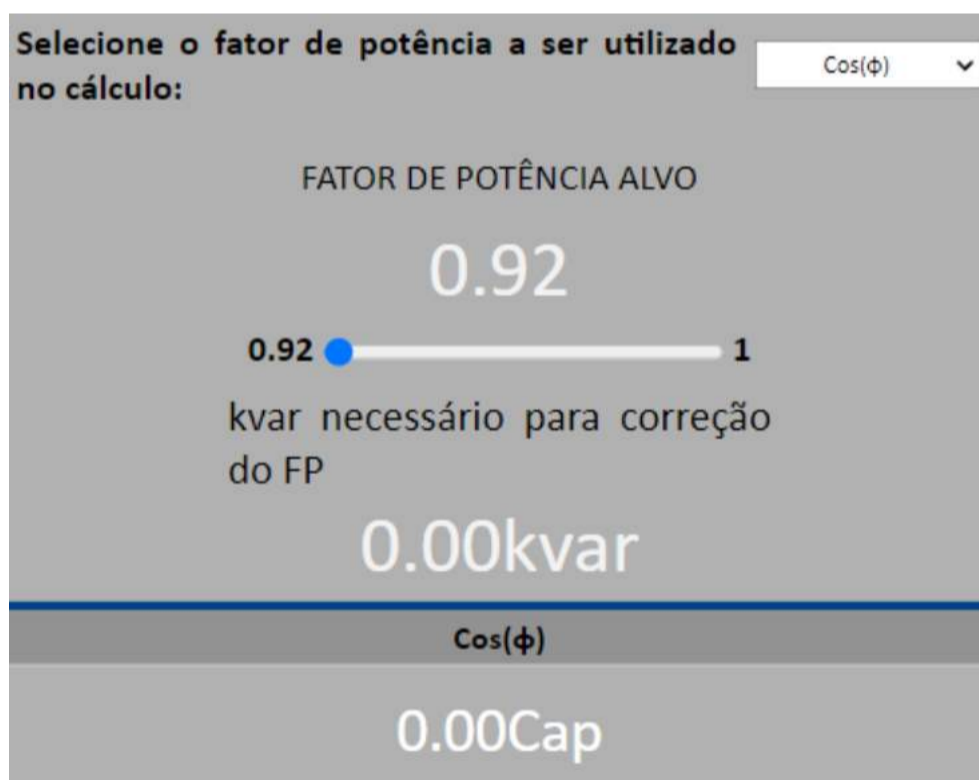 Selecione o fator de potência a ser utilizado
no cálculo:
Cos(ϕ)
FATOR DE POTÊNCIA ALVO
0.92
0.92 1
kvar necessário para correção
do FP
0.00kvar
Cos(ϕ)
0.00Cap